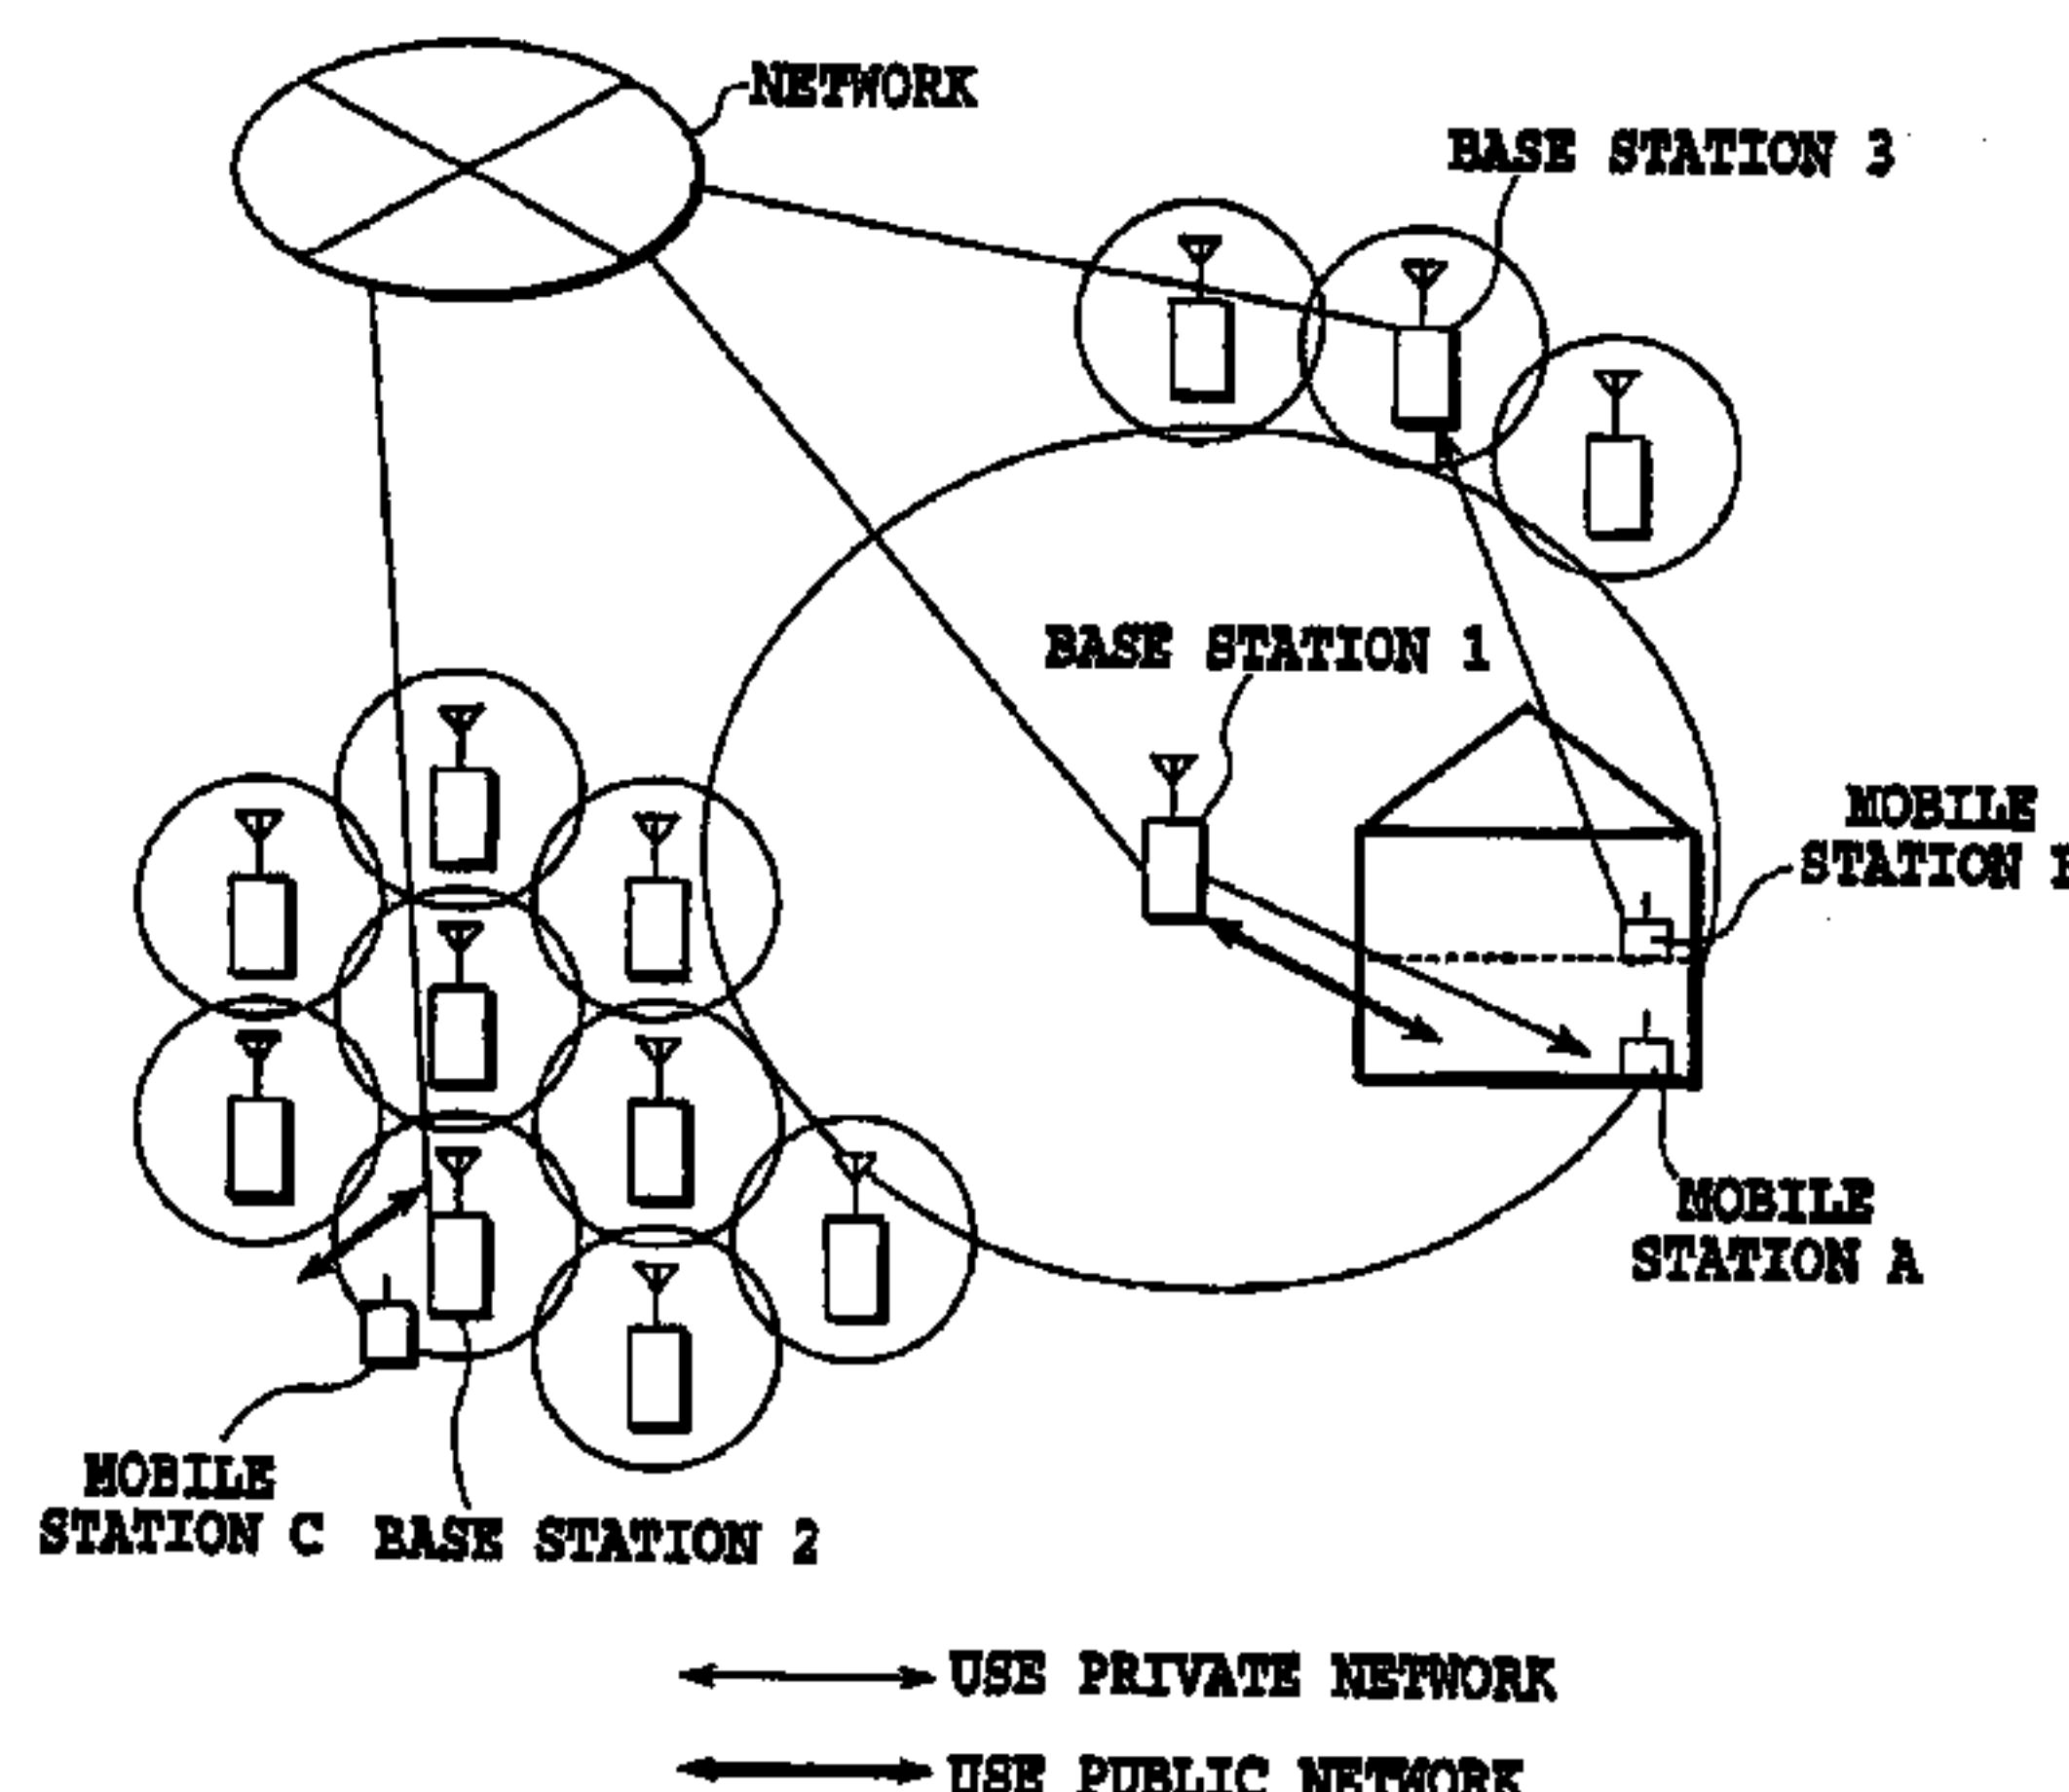 NETWORK
BASE STATION 3
BASE STATION 1
MOBILE
STATION
MOBILE
STATION A
MOBILE
STATION C
BASE STATION 2
USE PRIVATE NETWORK
USE PUBLIC NETWORK